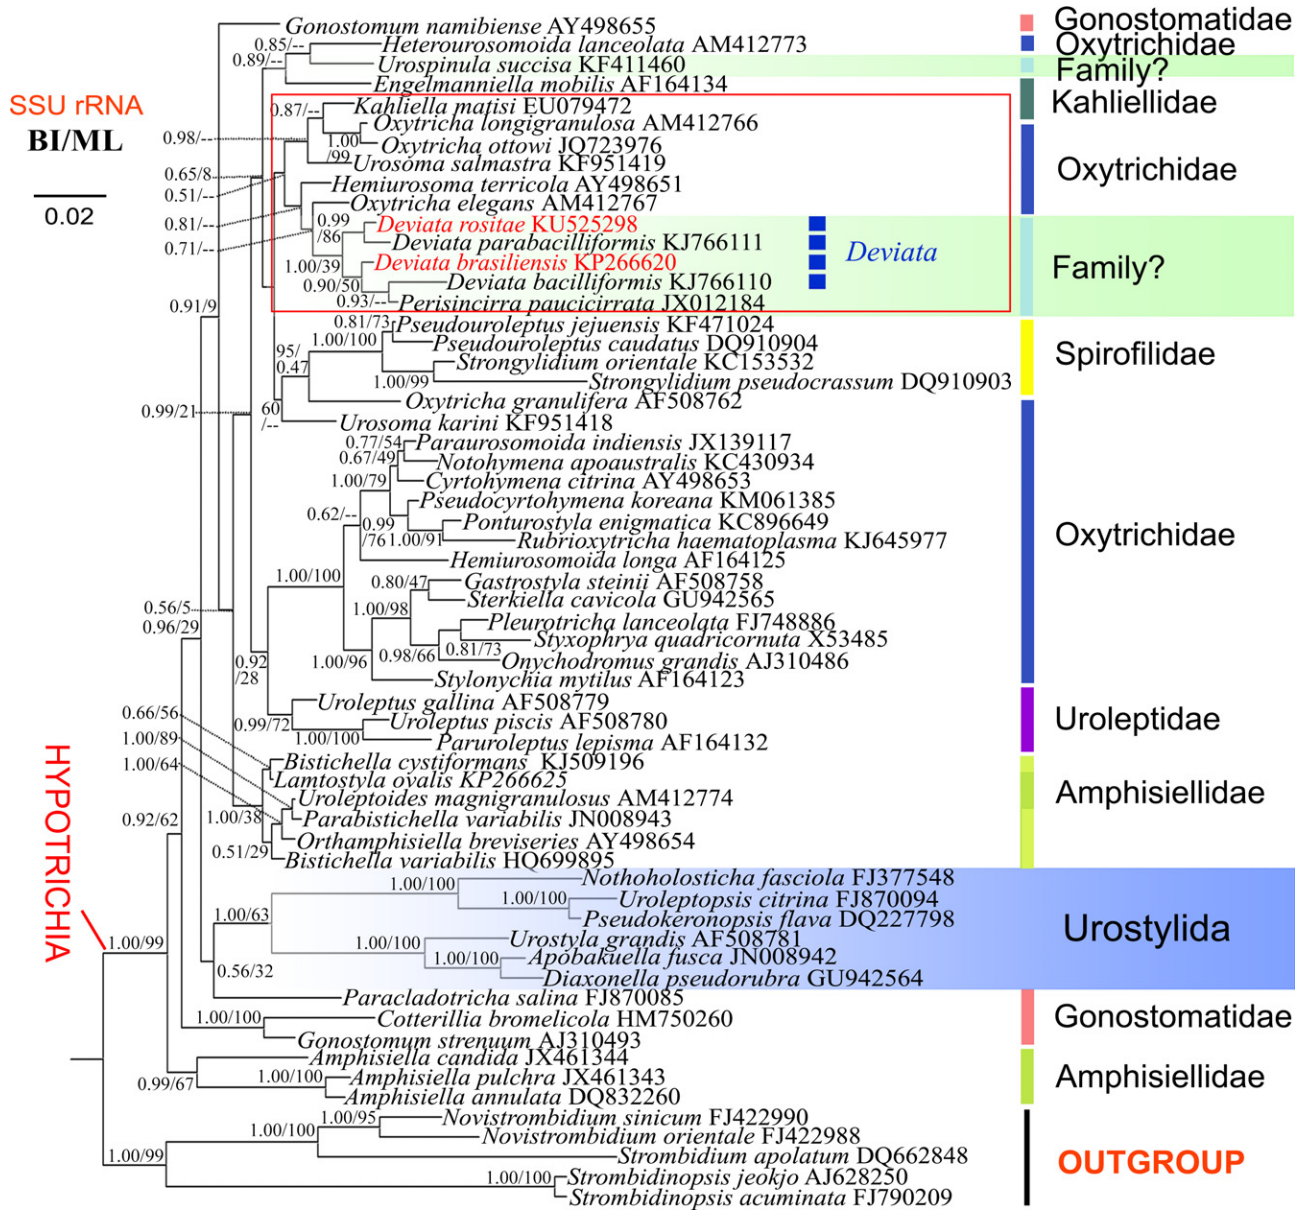 Gonostomum namibiense AY498655
Gonostomatidae
0.85/--
Heterourosomoida lanceolata AM412773
Oxytrichidae
0.89/--
Urospinula succisa KF411460
Family?
Engelmanniella mobilis AF164134
SSU rRNA
BI/ML
0.02
0.87/--
Kahliella matisi EU079472
Kahliellidae
Oxytricha longigranulosa AM412766
0.98/--
1.00
/99
Oxytricha ottowi JQ723976
Urosoma salmastra KF951419
Oxytrichidae
0.65/8
Hemiurosoma terricola AY498651
0.51/--
Oxytricha elegans AM412767
0.81/--
0.99
/86
Deviata rositae KU525298
0.71/--
Deviata parabacilliformis KJ766111
Deviata
1.00/39
Deviata brasiliensis KP266620
Family?
0.90/50
Deviata bacilliformis KJ766110
0.93/--
Perisincirra paucicirrata JX012184
0.91/9
0.81/73
Pseudouroleptus jejuensis KF471024
1.00/100
Pseudouroleptus caudatus DQ910904
95/
0.47
Strongylidium orientale KC153532
Spirofilidae
1.00/99
Strongylidium pseudocrassum DQ910903
0.99/21
60
/--
Oxytricha granulifera AF508762
Urosoma karini KF951418
0.77/54
Paraurosomoida indiensis JX139117
0.67/49
Notohymena apoaustralis KC430934
1.00/79
Cyrtohymena citrina AY498653
Pseudocyrtohymena koreana KM061385
0.62/--
0.99
/76
Ponturostyla enigmatica KC896649
1.00/91
Rubrioxytricha haematoplasma KJ645977
Oxytrichidae
Hemiurosomoida longa AF164125
1.00/100
0.80/47
Gastrostyla steinii AF508758
Sterkiella cavicola GU942565
0.56/5
1.00/98
Pleurotricha lanceolata FJ748886
0.96/29
Styxophrya quadricornuta X53485
0.81/73
0.92
/28
1.00/96
0.98/66
Onychodromus grandis AJ310486
Stylonychia mytilus AF164123
Uroleptus gallina AF508779
0.66/56
0.99/72
Uroleptus piscis AF508780
Uroleptidae
1.00/89
1.00/100
Paruroleptus lepisma AF164132
1.00/64
Bistichella cystiformans KJ509196
HYPOTRICHIA
Lamtostyla ovalis KP266625
Uroleptoides magnigranulosus AM412774
Amphisiellidae
0.92/62
1.00/38
Parabistichella variabilis JN008943
Orthamphisiella breviseries AY498654
0.51/29
Bistichella variabilis HQ699895
1.00/100
Nothoholosticha fasciola FJ377548
1.00/100
Uroleptopsis citrina FJ870094
1.00/63
Pseudokeronopsis flava DQ227798
Urostylida
1.00/99
1.00/100
Urostyla grandis AF508781
1.00/100
Apobakuella fusca JN008942
0.56/32
Diaxonella pseudorubra GU942564
Paracladotricha salina FJ870085
1.00/100
Cotterillia bromelicola HM750260
Gonostomatidae
Gonostomum strenuum AJ310493
Amphisiella candida JX461344
0.99/67
1.00/100
Amphisiella pulchra JX461343
Amphisiellidae
Amphisiella annulata DQ832260
1.00/95
Novistrombidium sinicum FJ422990
1.00/100
Novistrombidium orientale FJ422988
1.00/99
Strombidium apolatum DQ662848
OUTGROUP
1.00/100
Strombidinopsis jeokjo AJ628250
Strombidinopsis acuminata FJ790209